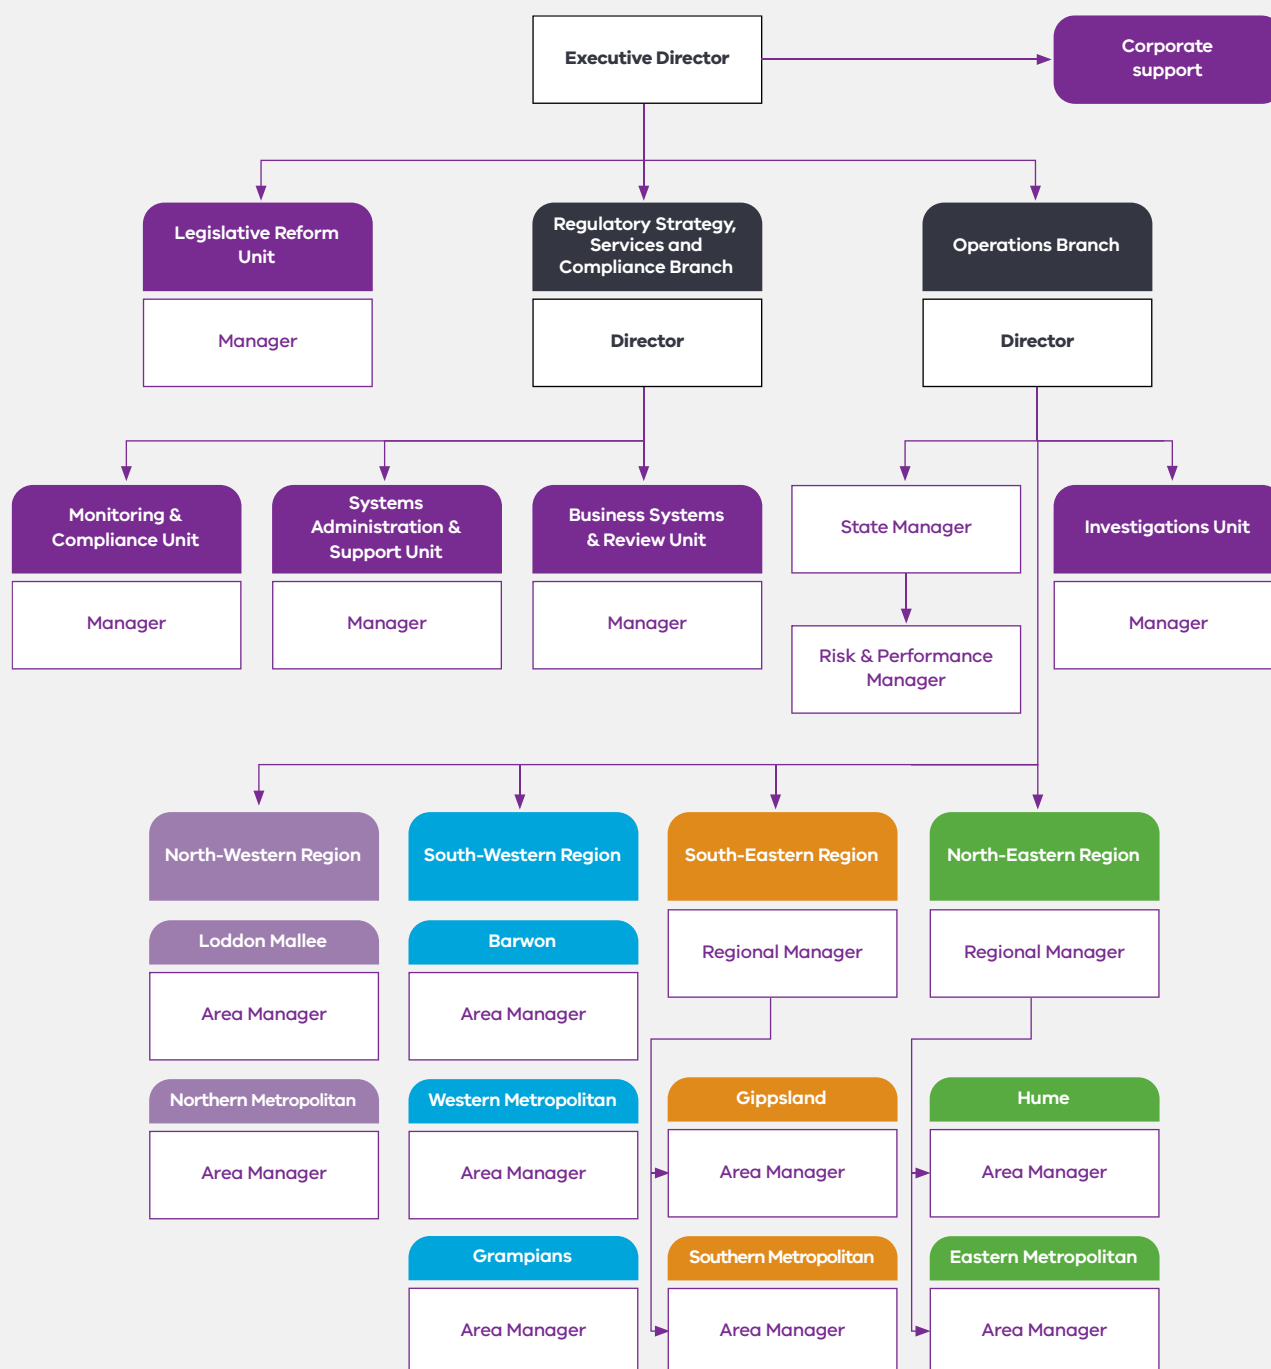 Executive Director
Corporate
support
Legislative Reform
Unit
Manager
Regulatory Strategy,
Services and
Compliance Branch
Director
Operations Branch
Director
Monitoring &
Compliance Unit
Manager
Systems
Administration &
Support Unit
Manager
Business Systems
& Review Unit
Manager
State Manager
Risk & Performance
Manager
Investigations Unit
Manager
North-Western Region
Loddon Mallee
Area Manager
Northern Metropolitan
Area Manager
South-Western Region
Barwon
Area Manager
Western Metropolitan
Area Manager
Grampians
Area Manager
South-Eastern Region
Regional Manager
Gippsland
Area Manager
Southern Metropolitan
Area Manager
North-Eastern Region
Regional Manager
Hume
Area Manager
Eastern Metropolitan
Area Manager